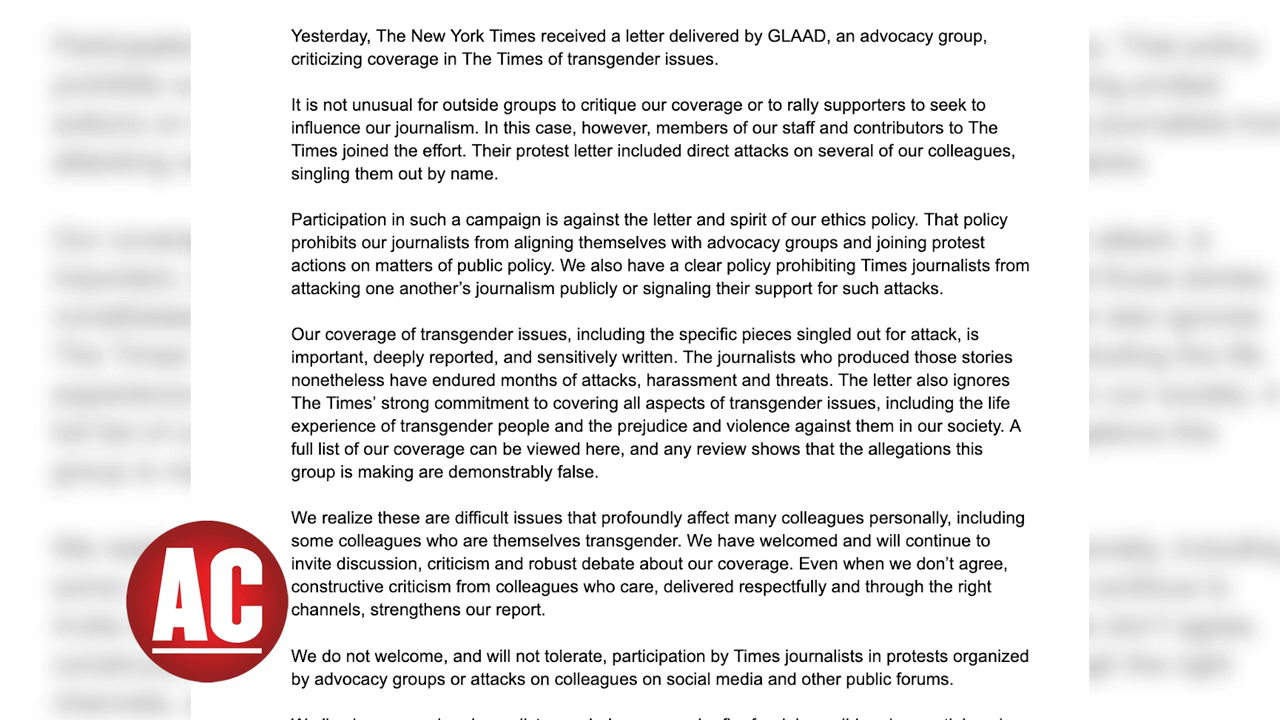 Yesterday, The New York Times received a letter delivered by GLAAD, an advocacy group,
criticizing coverage in The Times of transgender issues.
It is not unusual for outside groups to critique our coverage or to rally supporters to seek to
influence our journalism. In this case, however, members of our staff and contributors to The
Times joined the effort. Their protest letter included direct attacks on several of our colleagues,
singling them out by name.
Participation in such a campaign is against the letter and spirit of our ethics policy. That policy
prohibits our journalists from aligning themselves with advocacy groups and joining protest
actions on matters of public policy. We also have a clear policy prohibiting Times journalists from
attacking one another’s journalism publicly or signaling their support for such attacks.
Our coverage of transgender issues, including the specific pieces singled out for attack, is
important, deeply reported, and sensitively written. The journalists who produced those stories
nonetheless have endured months of attacks, harassment and threats. The letter also ignores
The Times’ strong commitment to covering all aspects of transgender issues, including the life
experience of transgender people and the prejudice and violence against them in our society. A
full list of our coverage can be viewed here, and any review shows that the allegations this
group is making are demonstrably false.
We realize these are difficult issues that profoundly affect many colleagues personally, including
some colleagues who are themselves transgender. We have welcomed and will continue to
invite discussion, criticism and robust debate about our coverage. Even when we don’t agree,
constructive criticism from colleagues who care, delivered respectfully and through the right
channels, strengthens our report.
We do not welcome, and will not tolerate, participation by Times journalists in protests organized
by advocacy groups or attacks on colleagues on social media and other public forums.
AC